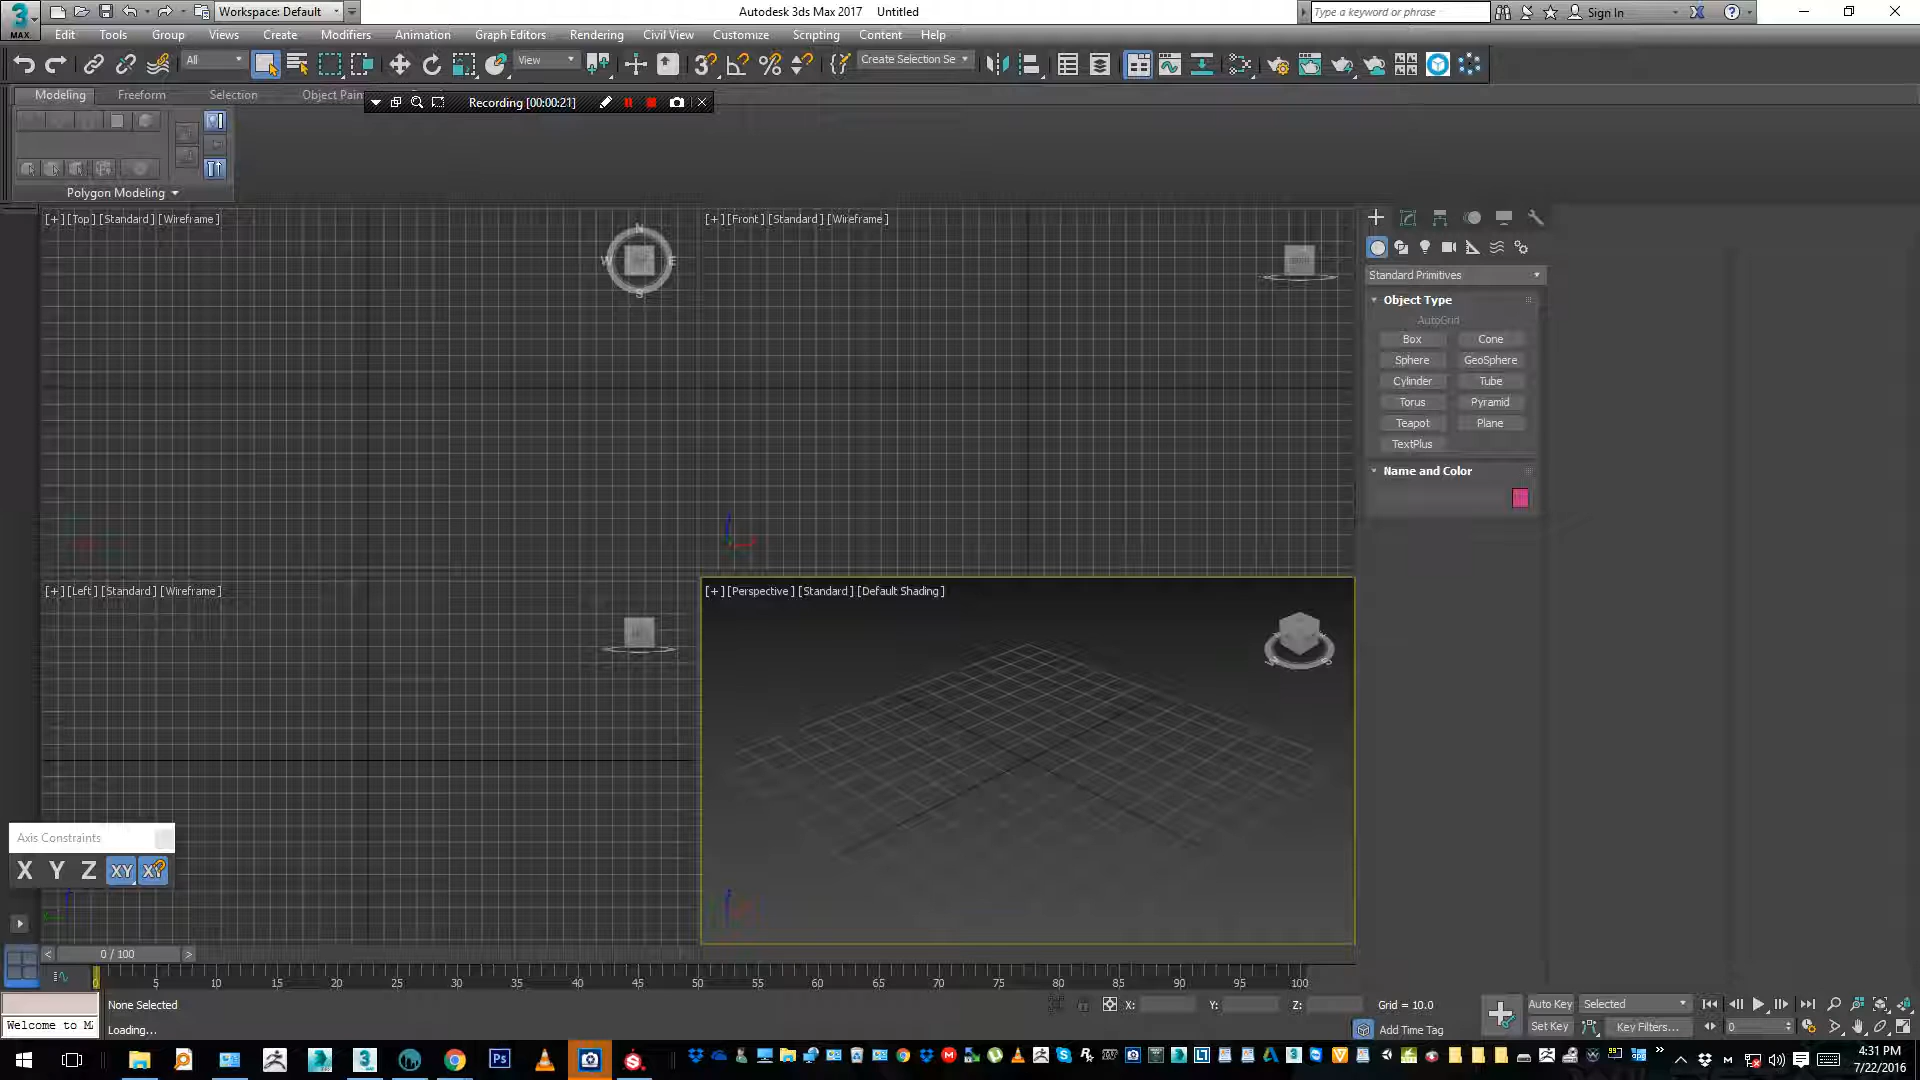 Workspace: Default
Autodesk 3ds Max 2017 Untitled
Type a keyword or phrase
Sign In
MAX
Edit Tools Group Views Create Modifiers Animation Graph Editors Rendering Civil View Customize Scripting Content Help
All
View
Create Selection Se
Modeling Freeform Selection Object Pain
Recording [00:00:21]
Polygon Modeling
[+] [Top] [Standard] [Wireframe]
[+] [Front] [Standard] [Wireframe]
N
W E
S
Standard Primitives
Object Type
AutoGrid
Box Cone
Sphere GeoSphere
Cylinder Tube
Torus Pyramid
Teapot Plane
TextPlus
Name and Color
[+] [Left] [Standard] [Wireframe]
[+] [Perspective] [Standard] [Default Shading]
Axis Constraints
X Y Z XY XY
< 0 / 100 >
0 5 10 15 20 25 30 35 40 45 50 55 60 65 70 75 80 85 90 95 100
None Selected
X: Y: Z: Grid = 10.0
Auto Key Selected
Welcome to M
Loading...
Add Time Tag
Set Key Key Filters...
0
4:31 PM
7/22/2016